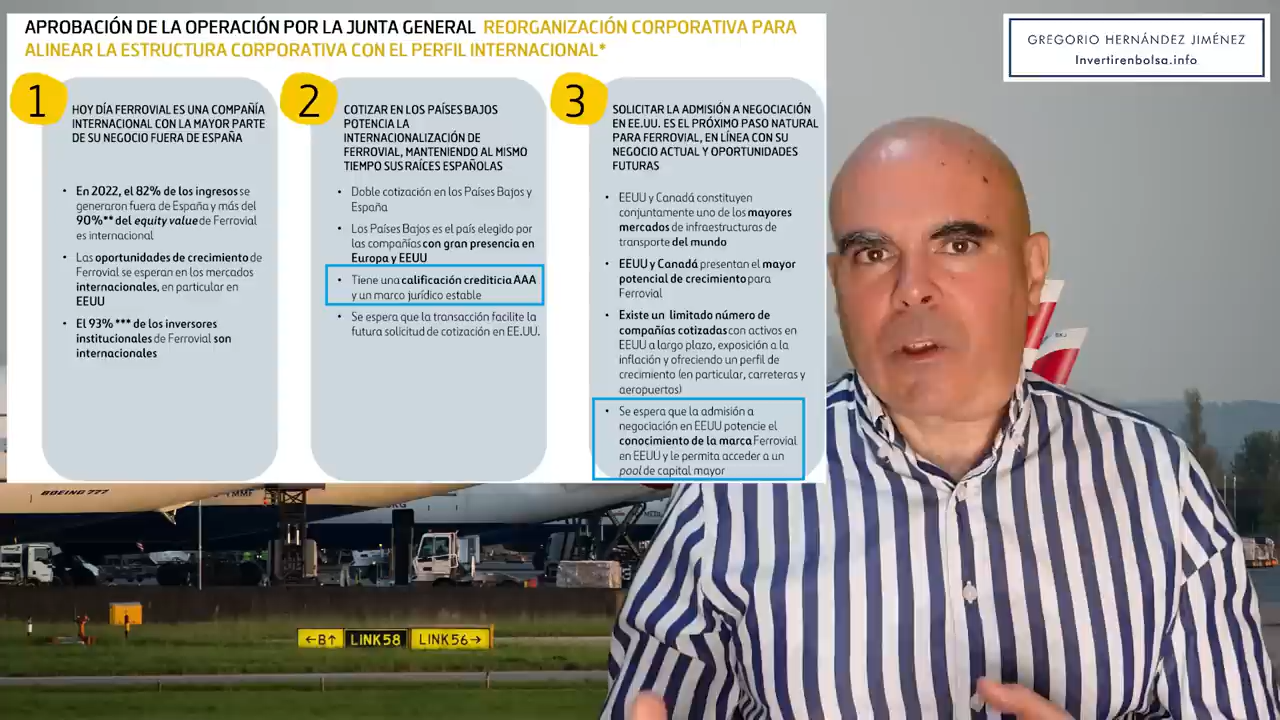 APROBACIÓN DE LA OPERACIÓN POR LA JUNTA GENERAL REORGANIZACIÓN CORPORATIVA PARA
ALINEAR LA ESTRUCTURA CORPORATIVA CON EL PERFIL INTERNACIONAL*
1
HOY DÍA FERROVIAL ES UNA COMPAÑÍA
INTERNACIONAL CON LA MAYOR PARTE
DE SU NEGOCIO FUERA DE ESPAÑA
• En 2022, el 82% de los ingresos se
generaron fuera de España y más del
90%** del equity value de Ferrovial
es internacional
• Las oportunidades de crecimiento de
Ferrovial se esperan en los mercados
internacionales, en particular en
EEUU
• El 93% *** de los inversores
institucionales de Ferrovial son
internacionales
2
COTIZAR EN LOS PAÍSES BAJOS
POTENCIA LA
INTERNACIONALIZACIÓN DE
FERROVIAL, MANTENIENDO AL MISMO
TIEMPO SUS RAÍCES ESPAÑOLAS
• Doble cotización en los Países Bajos y
España
• Los Países Bajos es el país elegido por
las compañías con gran presencia en
Europa y EEUU
• Tiene una calificación crediticia AAA
y un marco jurídico estable
• Se espera que la transacción facilite la
futura solicitud de cotización en EE.UU.
3
SOLICITAR LA ADMISIÓN A NEGOCIACIÓN
EN EE.UU. ES EL PRÓXIMO PASO NATURAL
PARA FERROVIAL, EN LÍNEA CON SU
NEGOCIO ACTUAL Y OPORTUNIDADES
FUTURAS
• EEUU y Canadá constituyen
conjuntamente uno de los mayores
mercados de infraestructuras de
transporte del mundo
• EEUU y Canadá presentan el mayor
potencial de crecimiento para
Ferrovial
• Existe un limitado número de
compañías cotizadas con activos en
EEUU a largo plazo, exposición a la
inflación y ofreciendo un perfil de
crecimiento (en particular, carreteras y
aeropuertos)
• Se espera que la admisión a
negociación en EEUU potencie el
conocimiento de la marca Ferrovial
en EEUU y le permita acceder a un
pool de capital mayor
GREGORIO HERNÁNDEZ JIMÉNEZ
Invertirenbolsa.info
BOEING 777
←B↑ LINK58 LINK56→